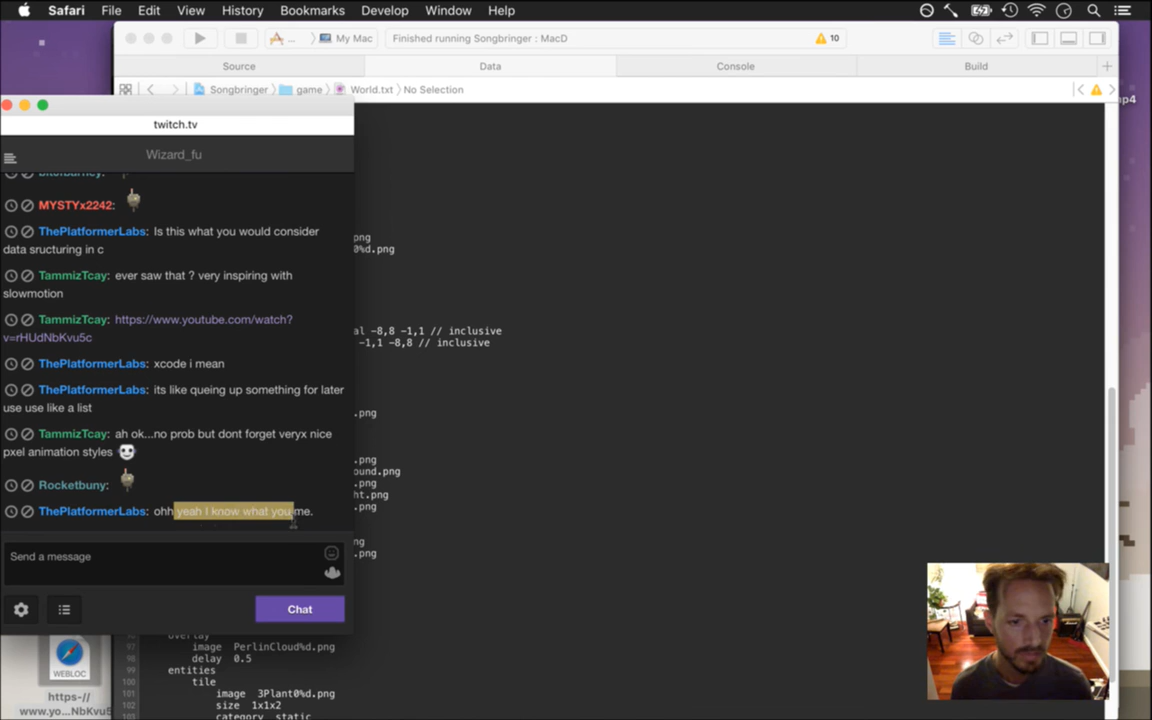 Safari File Edit View History Bookmarks Develop Window Help
... My Mac Finished running Songbringer : MacD 10
Source Data Console Build
Songbringer game World.txt No Selection
p4
twitch.tv
Wizard_fu
MYSTYx2242:
ThePlatformerLabs: Is this what you would consider
data sructuring in c
TammizTcay: ever saw that ? very inspiring with
slowmotion
TammizTcay: https://www.youtube.com/watch?
v=rHUdNbKvu5c
ThePlatformerLabs: xcode i mean
ThePlatformerLabs: its like queing up something for later
use use like a list
TammizTcay: ah ok...no prob but dont forget veryx nice
pxel animation styles
Rocketbuny:
ThePlatformerLabs: ohh yeah I know what you me.
Send a message
Chat
png
%d.png
al -8,8 -1,1 // inclusive
-1,1 -8,8 // inclusive
.png
.png
ound.png
.png
ht.png
.png
ng
.png
overlay
97 image PerlinCloud%d.png
98 delay 0.5
99 entities
100 tile
101 image 3Plant0%d.png
102 size 1x1x2
103 category static
WEBLOC
https-//
www.yo...NbKvu5